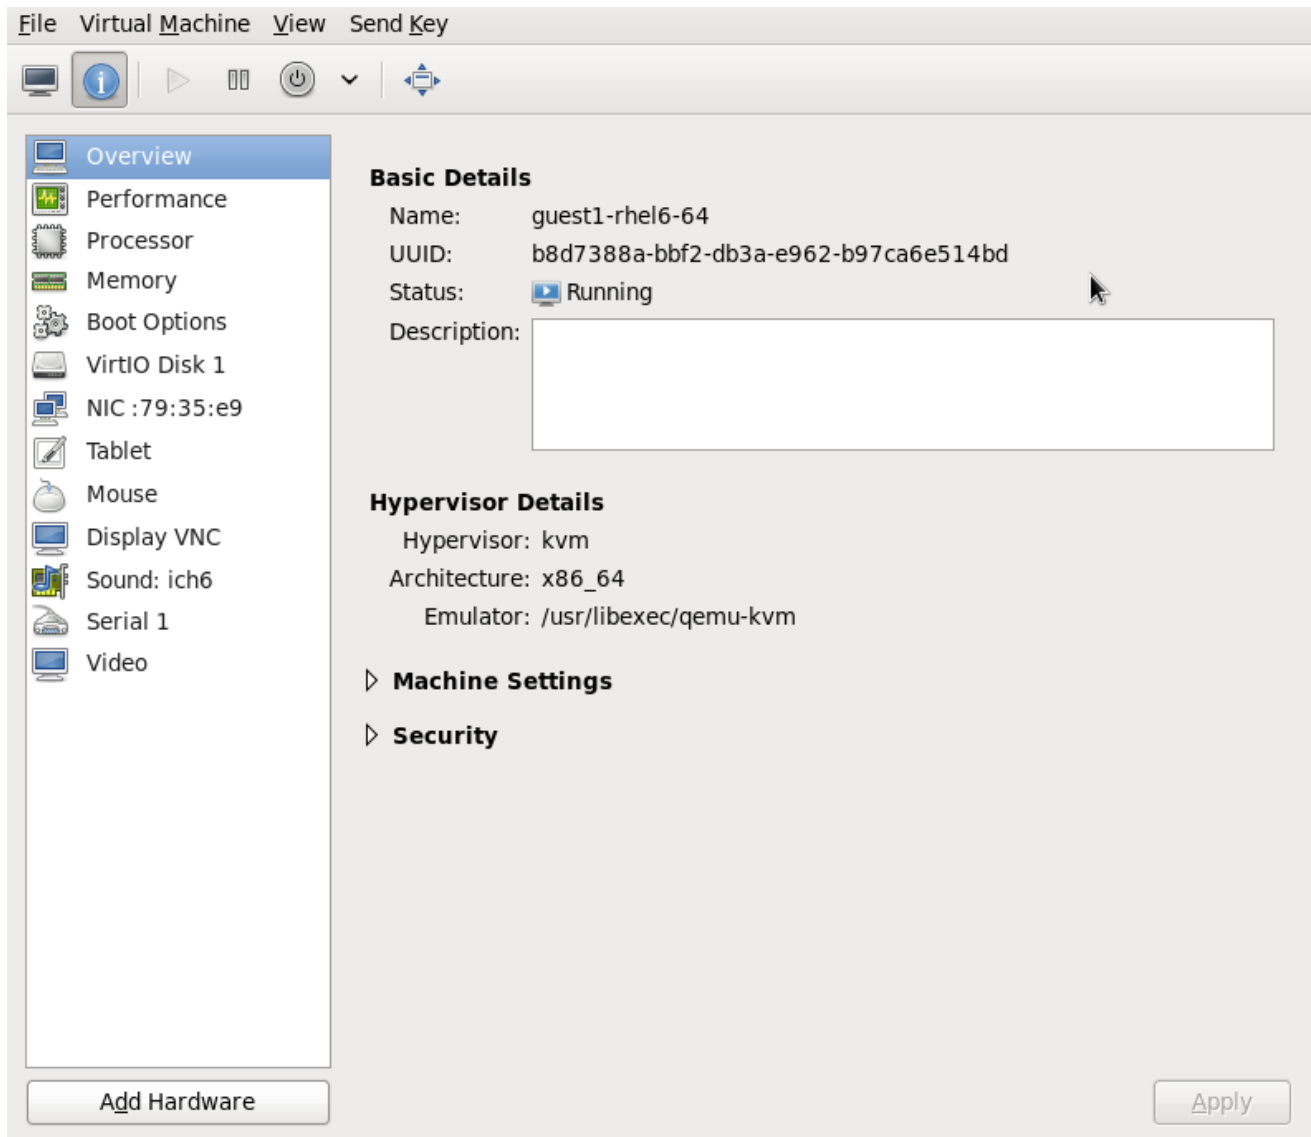 File Virtual Machine View Send Key
Overview
Performance
Processor
Memory
Boot Options
VirtIO Disk 1
NIC :79:35:e9
Tablet
Mouse
Display VNC
Sound: ich6
Serial 1
Video
Add Hardware
Basic Details
Name: guest1-rhel6-64
UUID: b8d7388a-bbf2-db3a-e962-b97ca6e514bd
Status: Running
Description:
Hypervisor Details
Hypervisor: kvm
Architecture: x86_64
Emulator: /usr/libexec/qemu-kvm
Machine Settings
Security
Apply